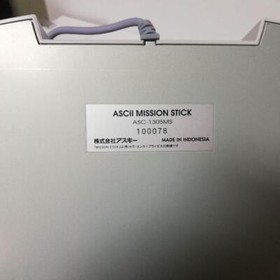 ASCII MISSION STICK
ASC-1305MS
100078
株式会社アスキー MADE IN INDONESIA